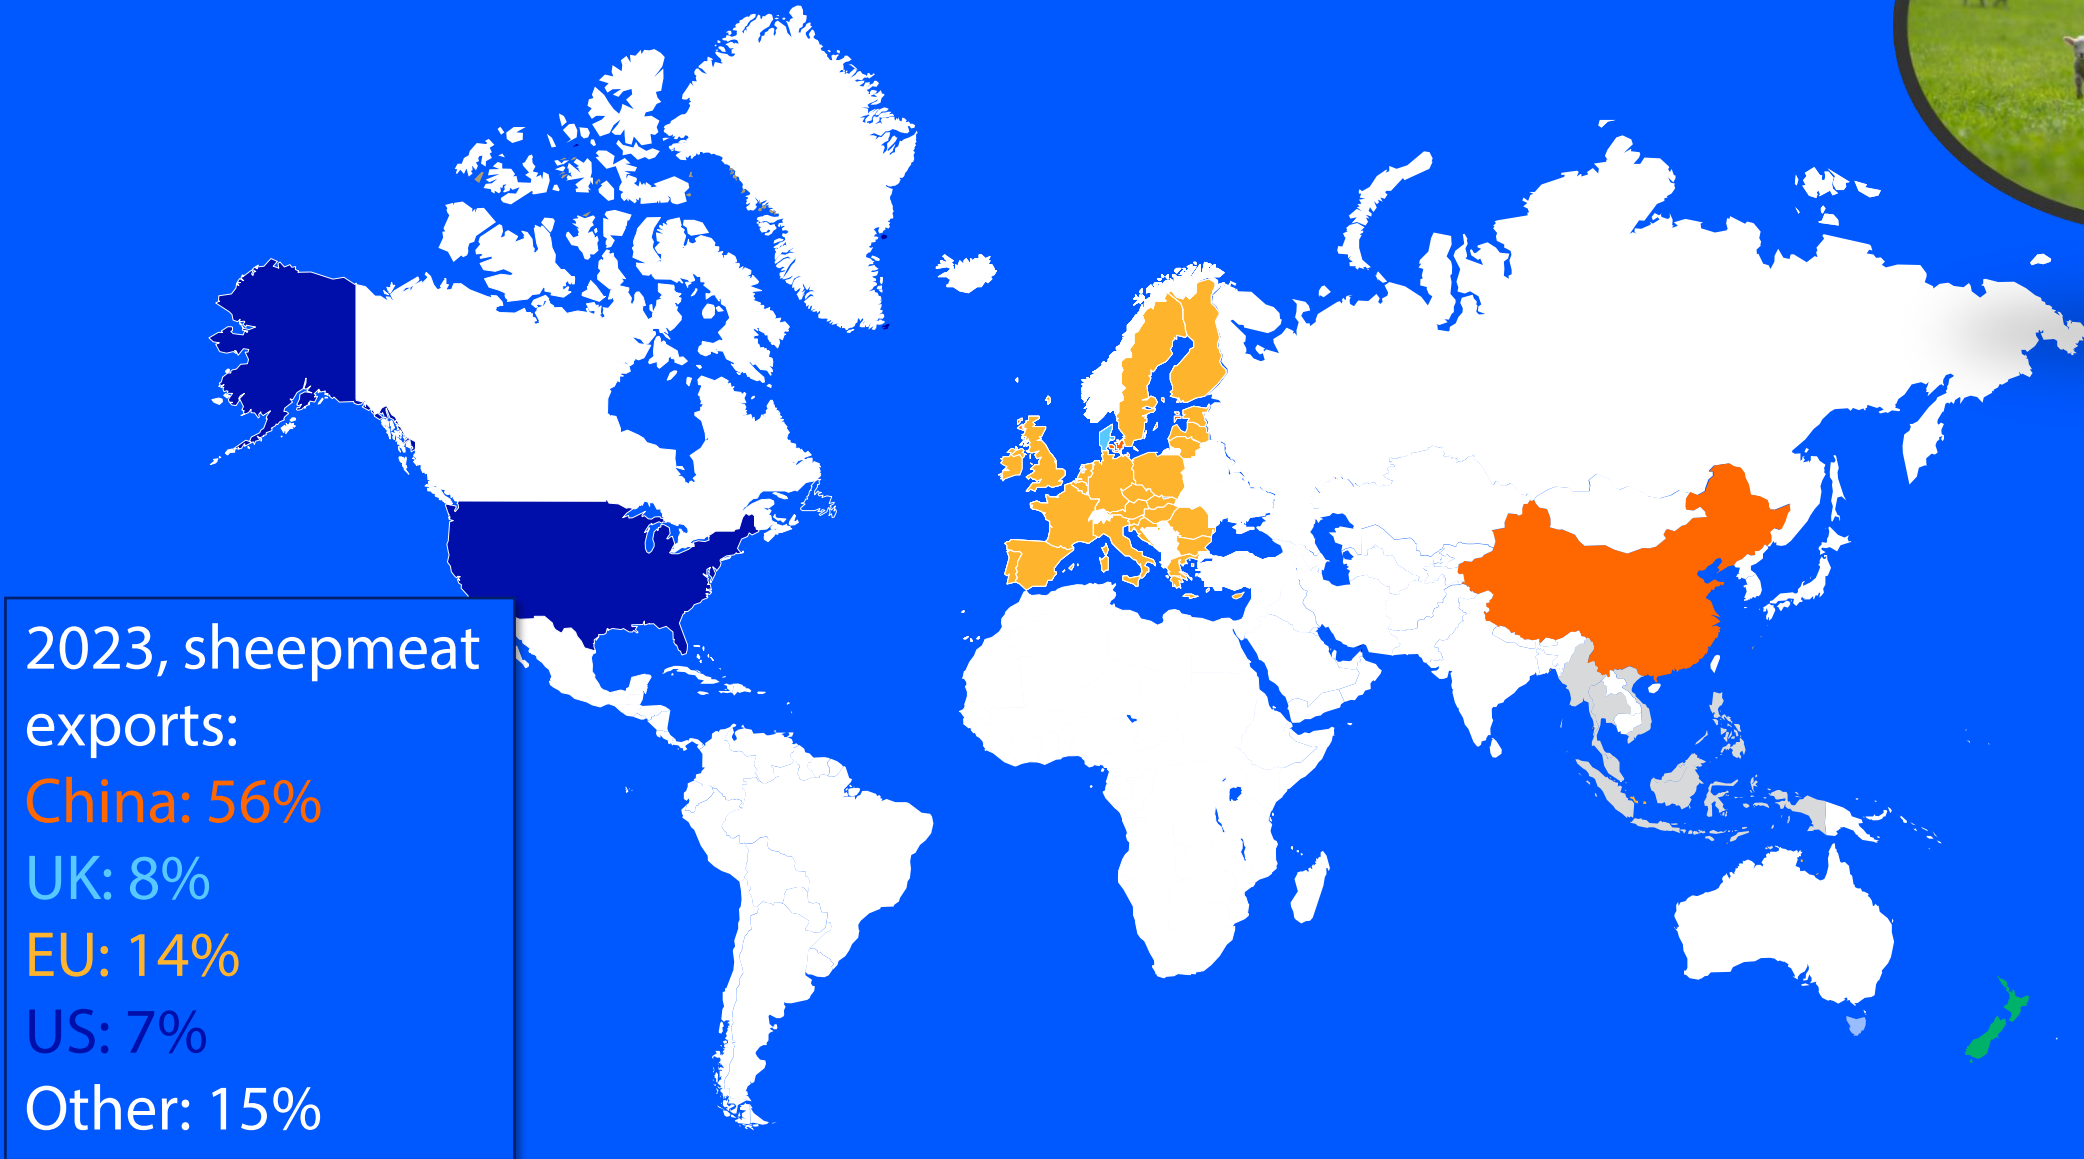 2023, sheepmeat
exports:
China: 56%
UK: 8%
EU: 14%
US: 7%
Other: 15%